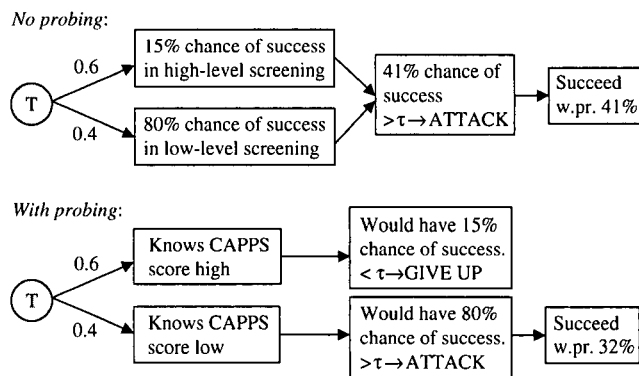 No probing:
0.6
T
0.4
15% chance of success
in high-level screening
80% chance of success
in low-level screening
41% chance of
success
>τ→ATTACK
Succeed
w.pr. 41%
With probing:
0.6
T
0.4
Knows CAPPS
score high
Would have 15%
chance of success.
< τ→GIVE UP
Knows CAPPS
score low
Would have 80%
chance of success.
>τ→ATTACK
Succeed
w.pr. 32%